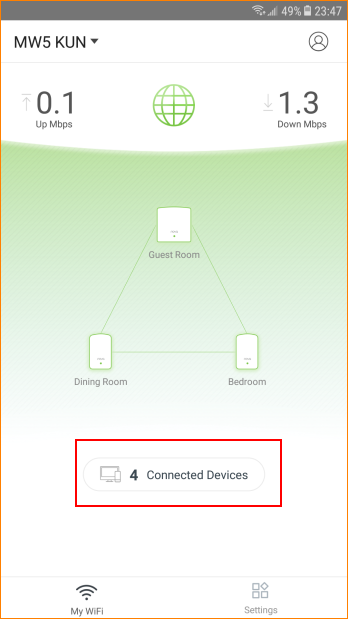 49% 23:47
MW5 KUN
0.1
Up Mbps
1.3
Down Mbps
Guest Room
Dining Room
Bedroom
4 Connected Devices
My WiFi
Settings